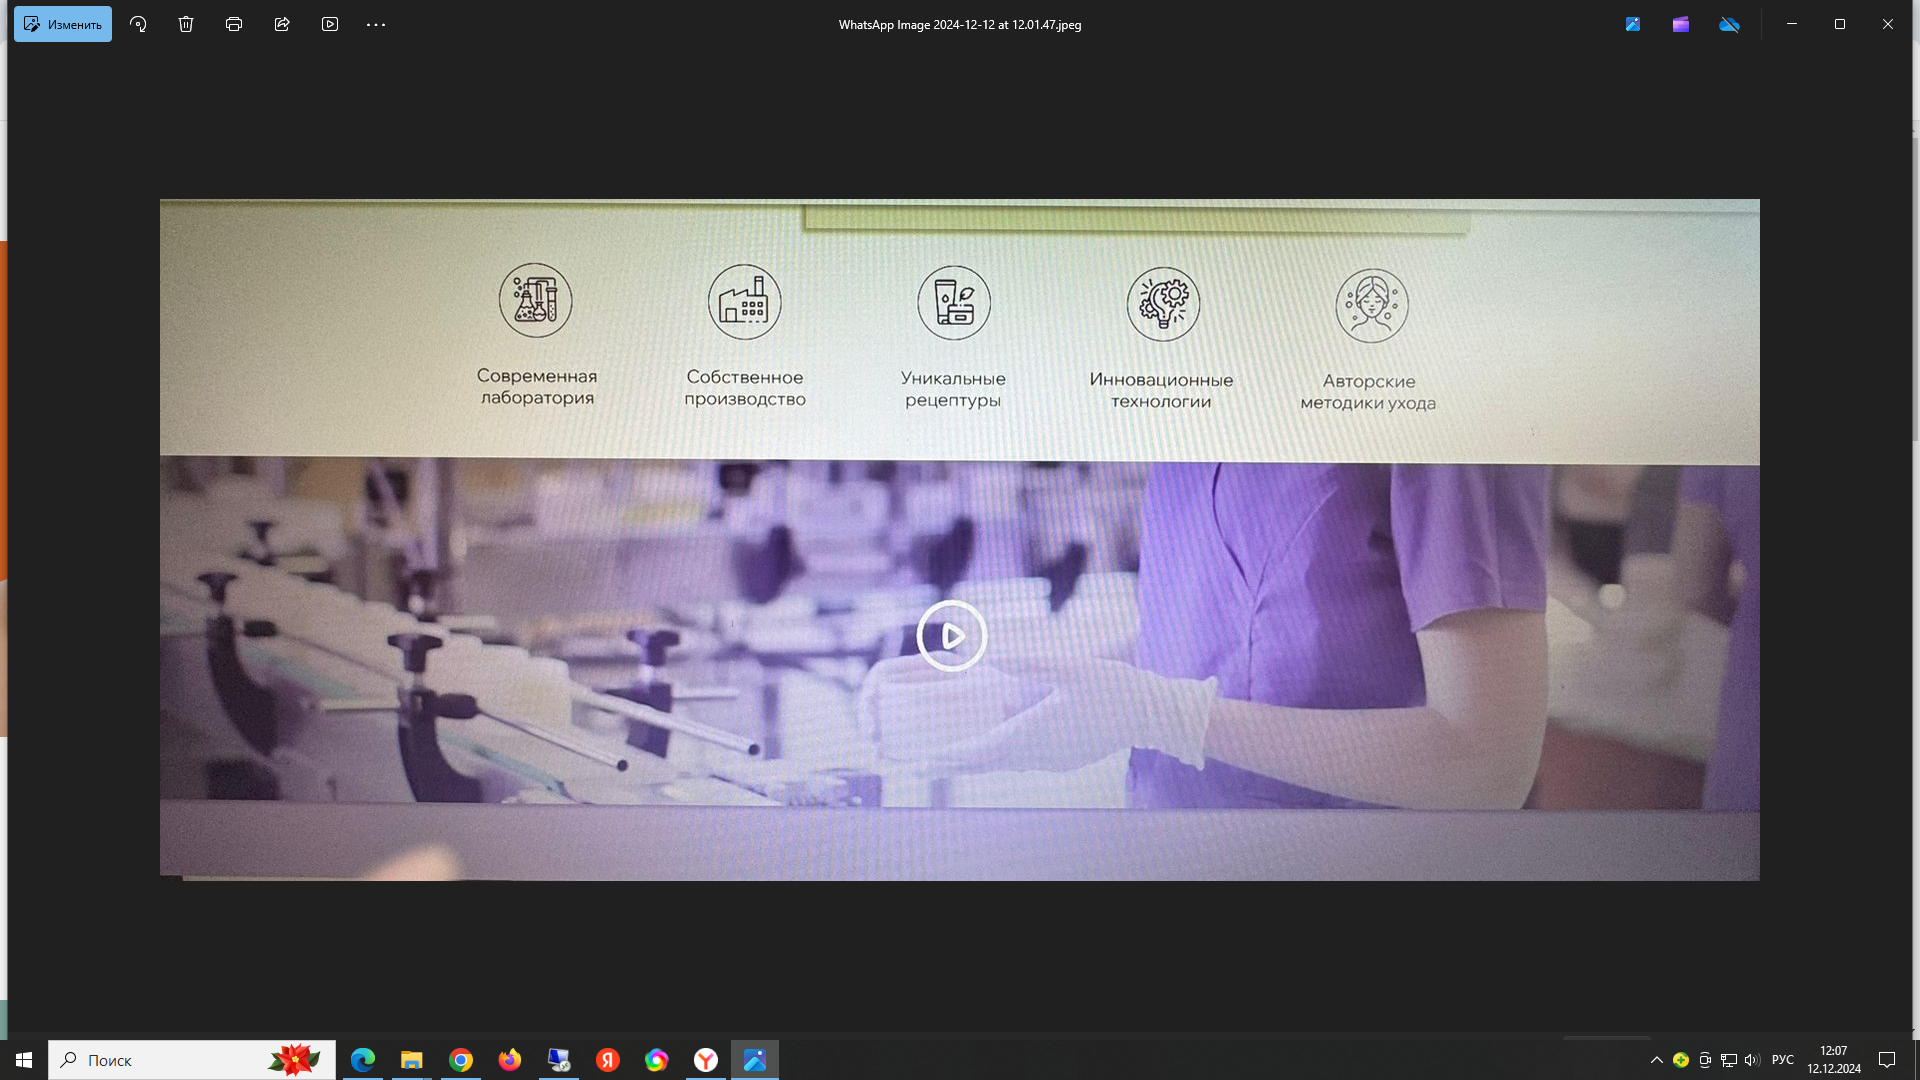 Изменить
WhatsApp Image 2024-12-12 at 12.01.47.jpeg
Современная
лаборатория
Собственное
производство
Уникальные
рецептуры
Инновационные
технологии
Авторские
методики ухода
Поиск
РУС
12:07
12.12.2024